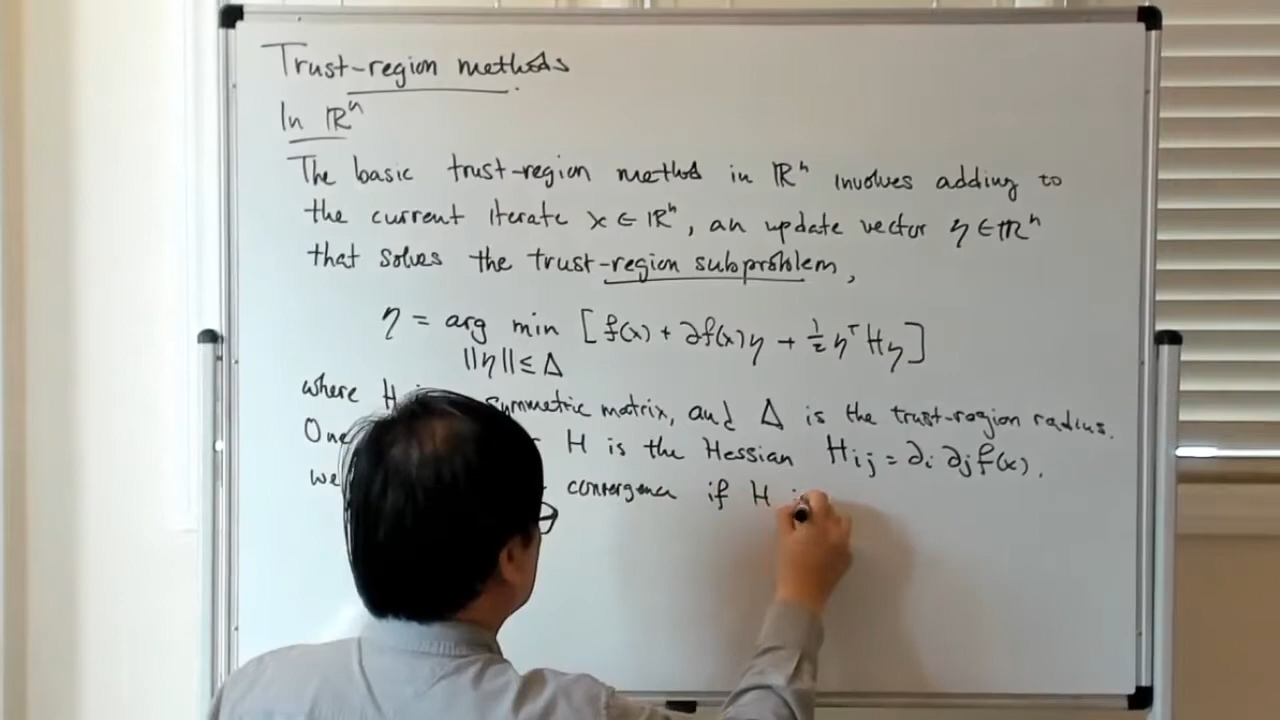 Trust-region methods
In ℝⁿ
The basic trust-region method in ℝⁿ involves adding to
the current iterate x ∈ ℝⁿ, an update vector η ∈ ℝⁿ
that solves the trust-region subproblem,
η = arg min [f(x) + ∂f(x)η + ½ ηᵀHη]
||η|| ≤ Δ
where H symmetric matrix, and Δ is the trust-region radius.
One H is the Hessian Hᵢⱼ = ∂ᵢ ∂ⱼ f(x).
we convergence if H